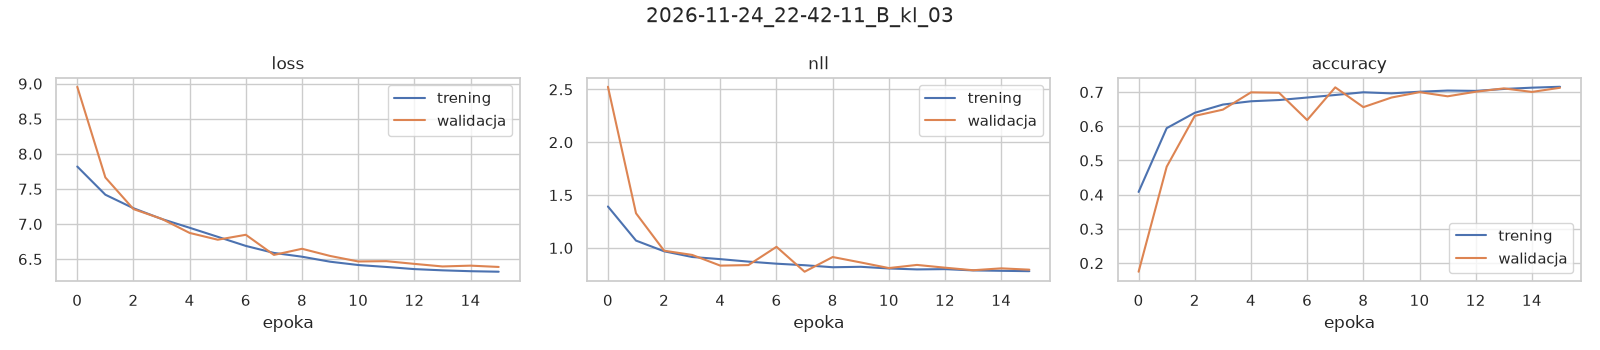 2026-11-24_22-42-11_B_kl_03
loss
9.0
8.5
8.0
7.5
7.0
6.5
0 2 4 6 8 10 12 14
epoka
trening
walidacja
nll
2.5
2.0
1.5
1.0
0 2 4 6 8 10 12 14
epoka
trening
walidacja
accuracy
0.7
0.6
0.5
0.4
0.3
0.2
0 2 4 6 8 10 12 14
epoka
trening
walidacja